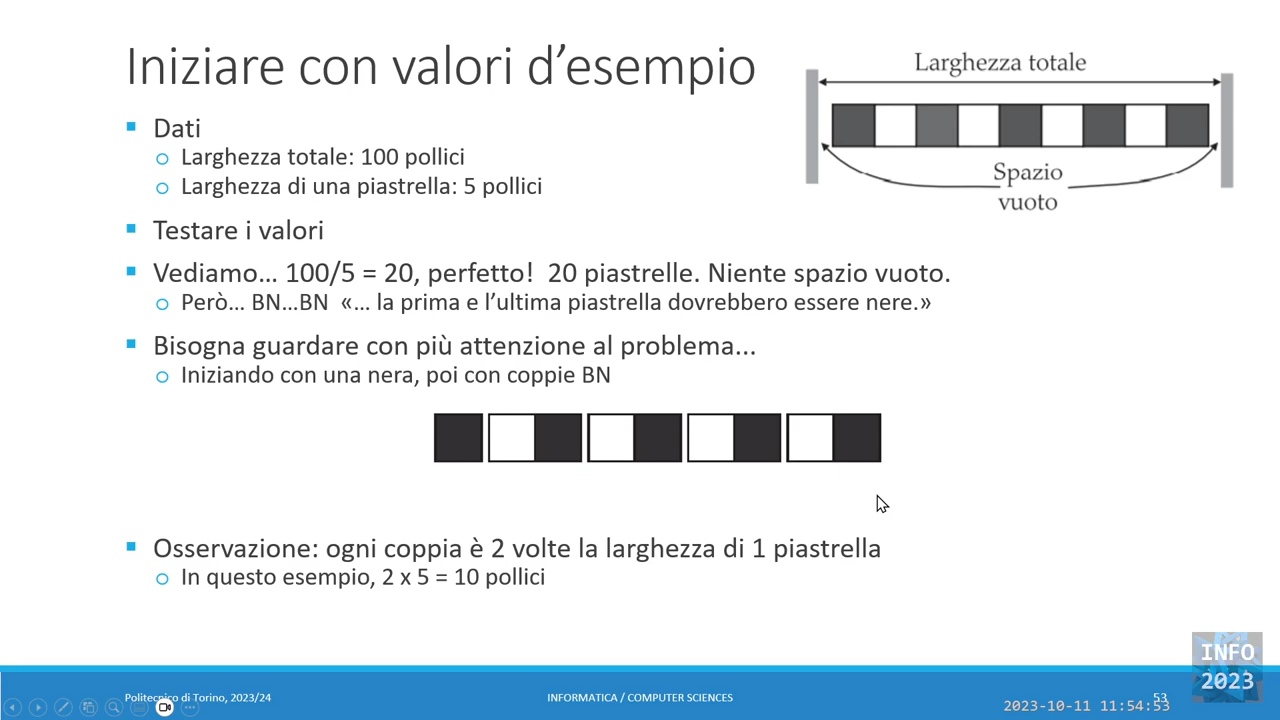 Iniziare con valori d’esempio
Larghezza totale
Spazio
vuoto
Dati
Larghezza totale: 100 pollici
Larghezza di una piastrella: 5 pollici
Testare i valori
Vediamo… 100/5 = 20, perfetto! 20 piastrelle. Niente spazio vuoto.
Però… BN…BN «… la prima e l’ultima piastrella dovrebbero essere nere.»
Bisogna guardare con più attenzione al problema...
Iniziando con una nera, poi con coppie BN
Osservazione: ogni coppia è 2 volte la larghezza di 1 piastrella
In questo esempio, 2 x 5 = 10 pollici
INFO
2023
Politecnico di Torino, 2023/24
INFORMATICA / COMPUTER SCIENCES
53
2023-10-11 11:54:53